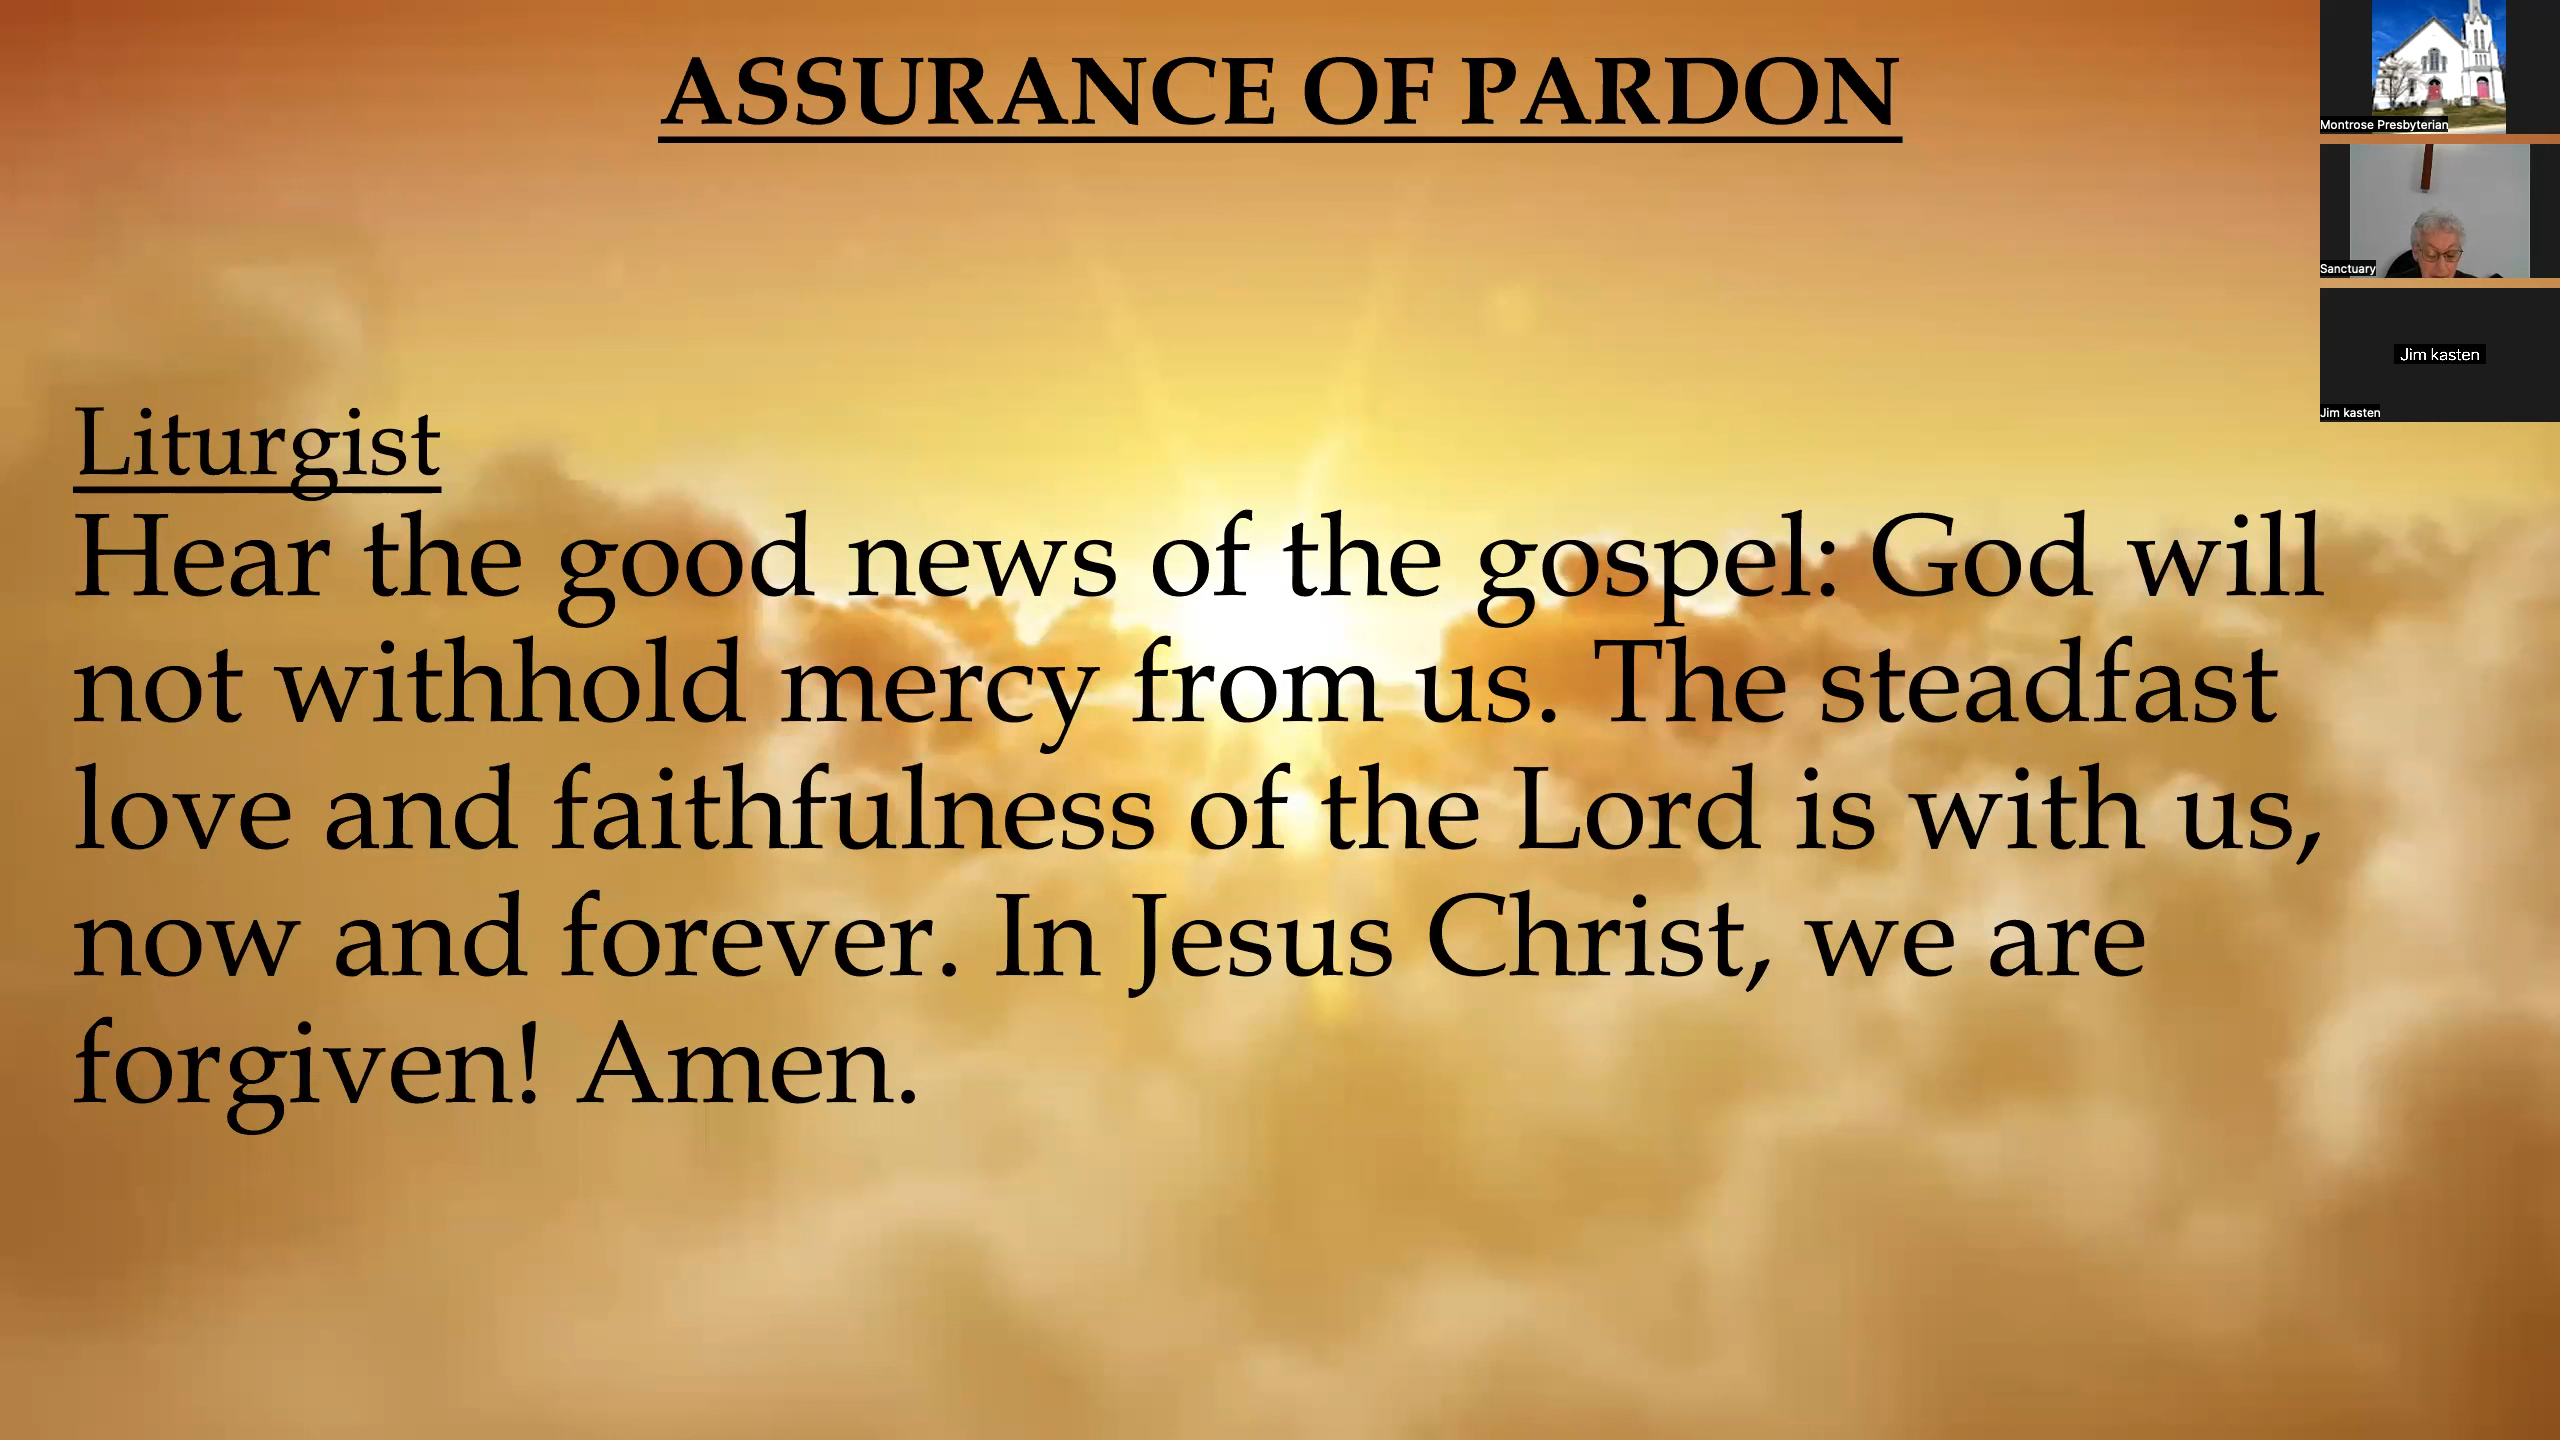 ASSURANCE OF PARDON
Montrose Presbyterian
Sanctuary
Jim kasten
Jim kasten
Liturgist
Hear the good news of the gospel: God will
not withhold mercy from us. The steadfast
love and faithfulness of the Lord is with us,
now and forever. In Jesus Christ, we are
forgiven! Amen.